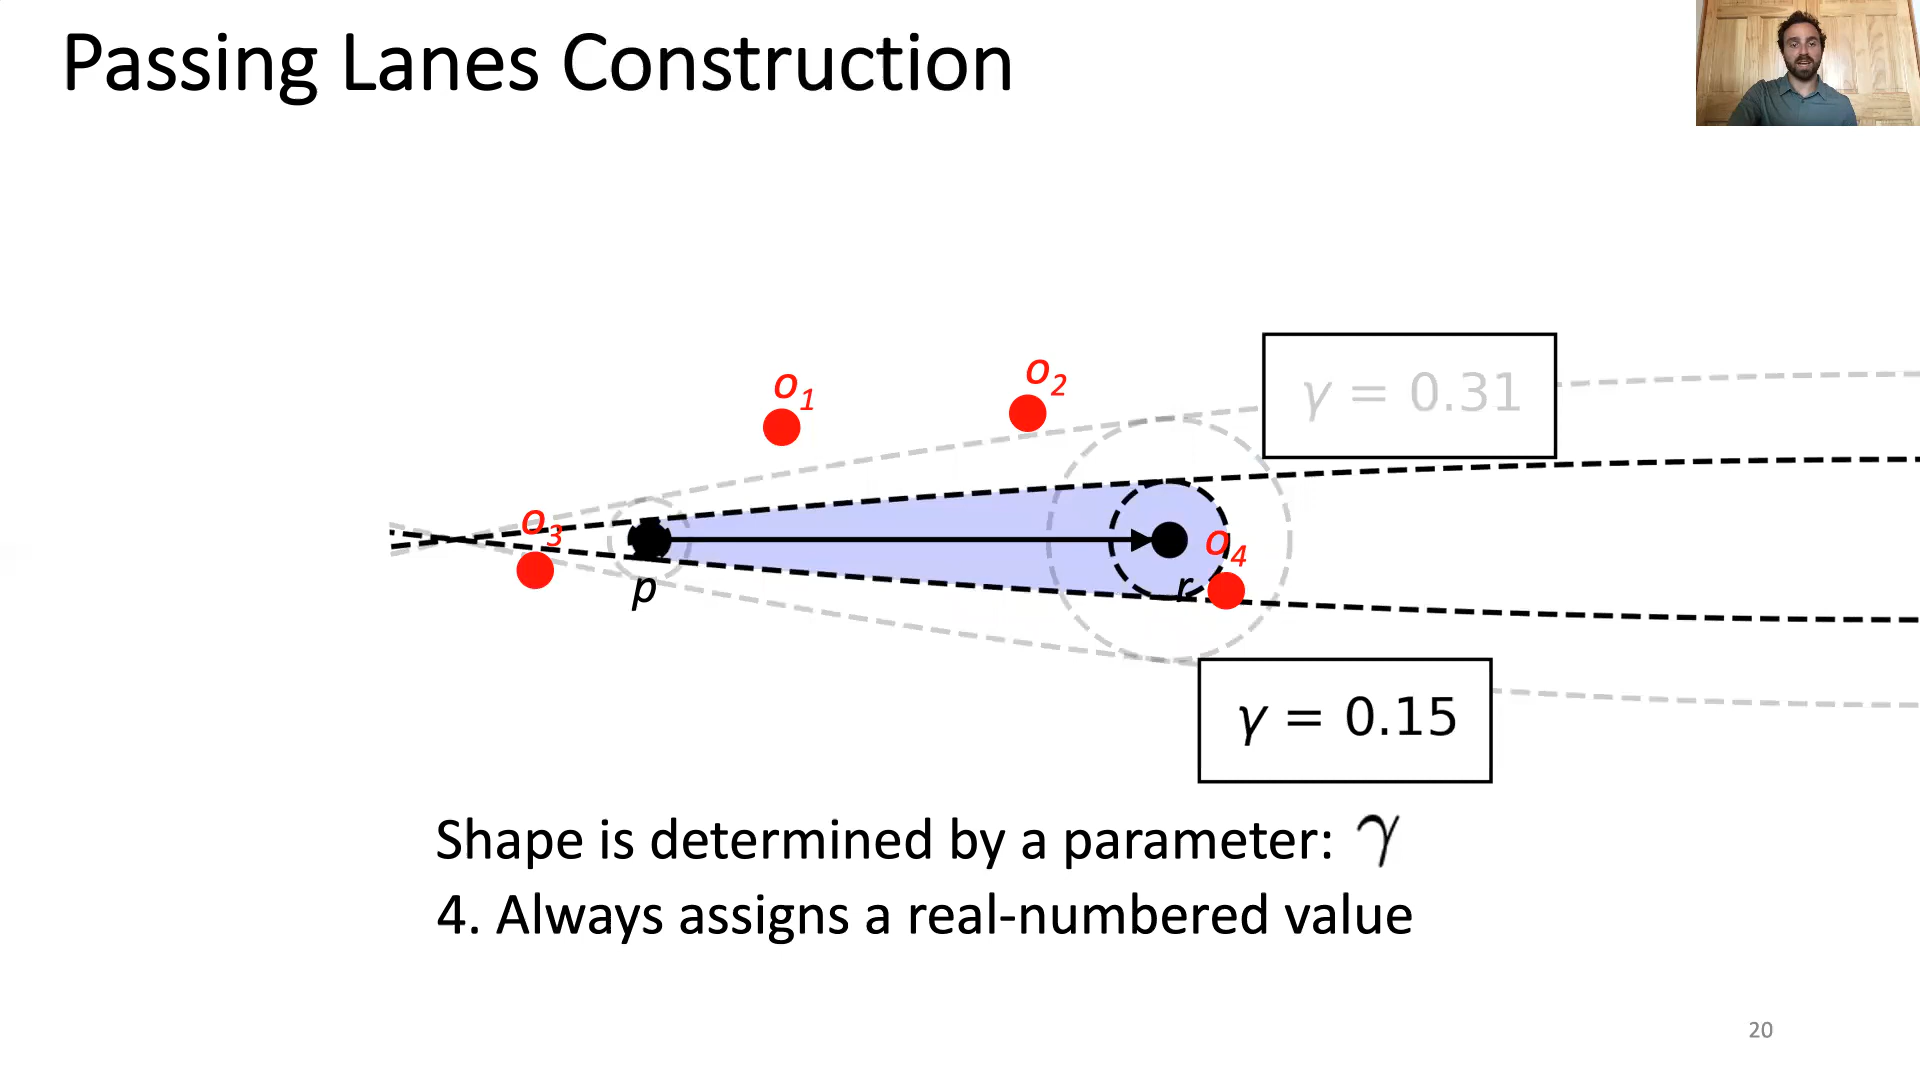 Passing Lanes Construction
o1
o2
γ = 0.31
o3
o4
p
r
γ = 0.15
Shape is determined by a parameter: γ
4. Always assigns a real-numbered value
20